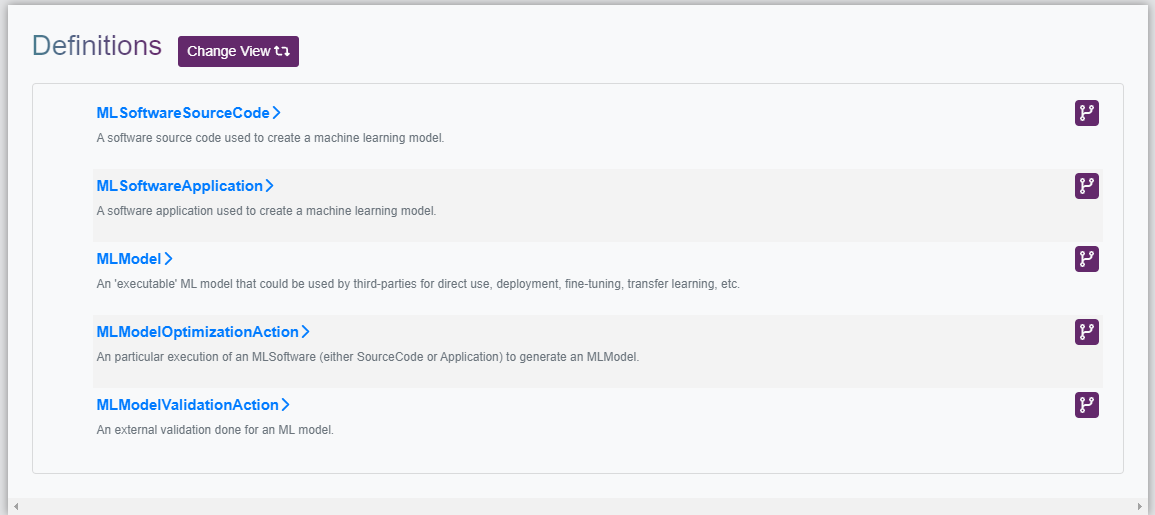 Definitions
Change View
MLSoftwareSourceCode
A software source code used to create a machine learning model.
MLSoftwareApplication
A software application used to create a machine learning model.
MLModel
An 'executable' ML model that could be used by third-parties for direct use, deployment, fine-tuning, transfer learning, etc.
MLModelOptimizationAction
An particular execution of an MLSoftware (either SourceCode or Application) to generate an MLModel.
MLModelValidationAction
An external validation done for an ML model.